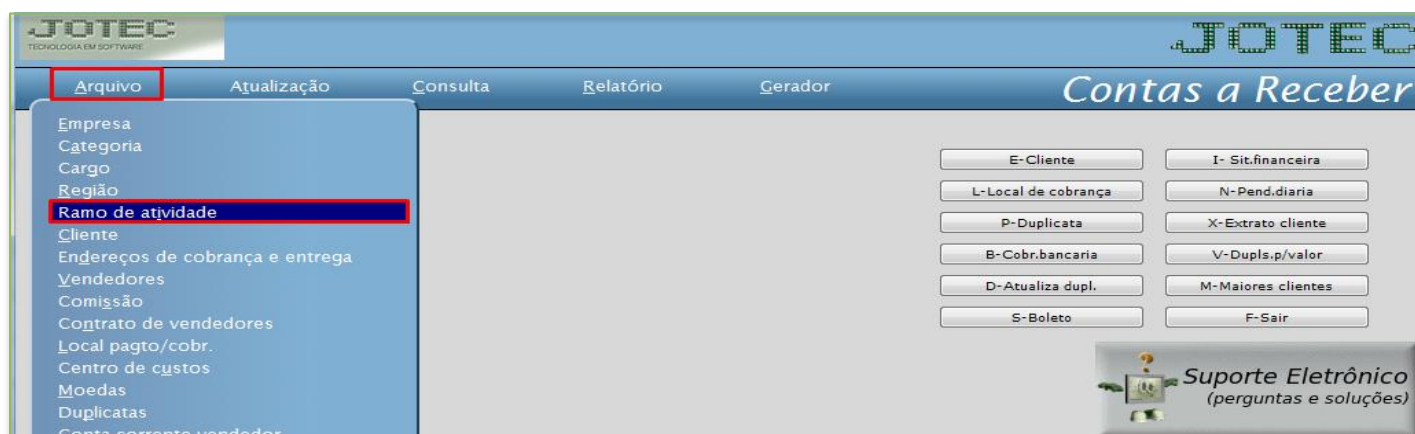 JOTEC
TECNOLOGIA EM SOFTWARE
JOTEC
Arquivo Atualização Consulta Relatório Gerador Contas a Receber
Empresa
Categoria
Cargo
Região
Ramo de atividade
Cliente
Endereços de cobrança e entrega
Vendedores
Comissão
Contrato de vendedores
Local pagto/cobr.
Centro de custos
Moedas
Duplicatas
Conta corrente vendedor
E-Cliente I- Sit.financeira
L-Local de cobrança N-Pend.diaria
P-Duplicata X-Extrato cliente
B-Cobr.bancaria V-Dupls.p/valor
D-Atualiza dupl. M-Maiores clientes
S-Boleto F-Sair
Suporte Eletrônico
(perguntas e soluções)